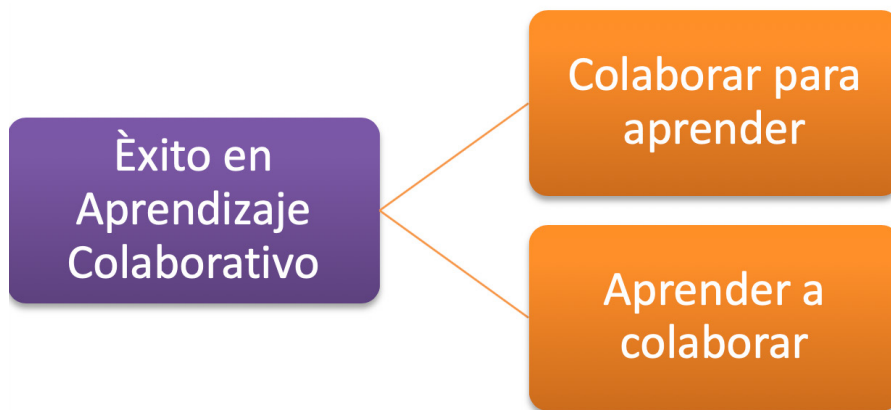 Èxito en
Aprendizaje
Colaborativo
Colaborar para
aprender
Aprender a
colaborar